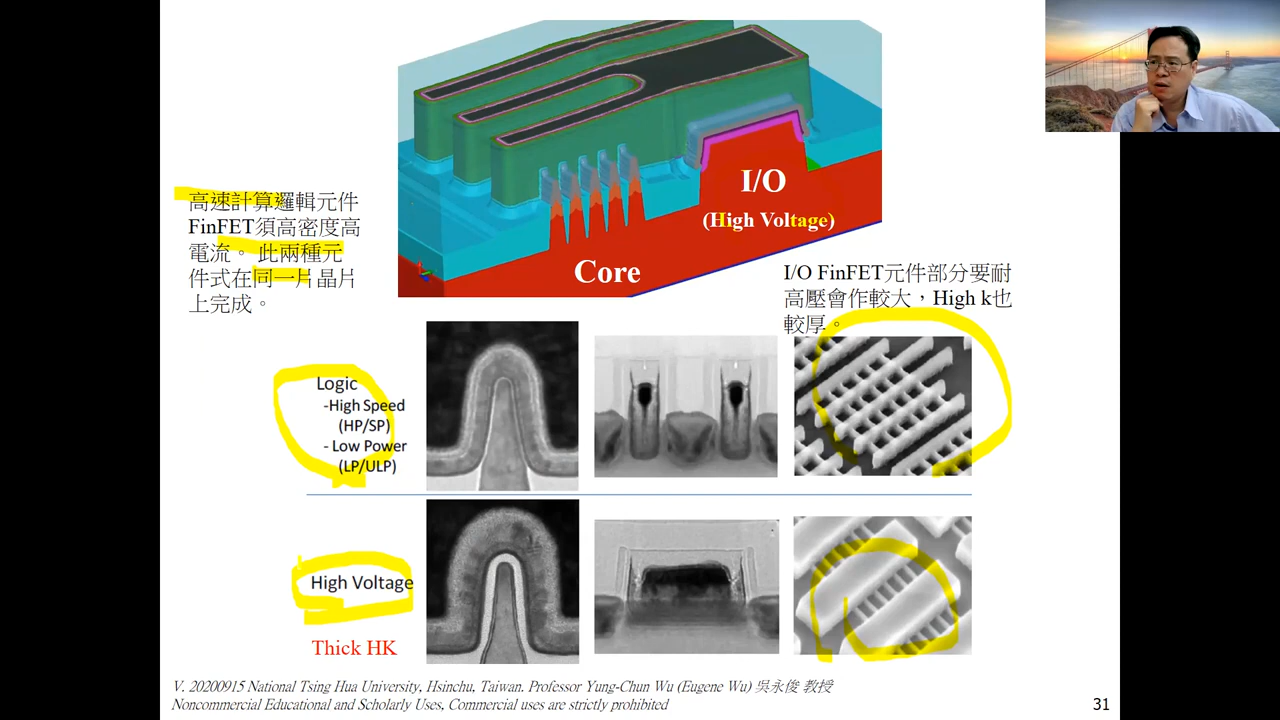 I/O
(High Voltage)
Core
高速計算邏輯元件
FinFET須高密度高
電流。 此兩種元
件式在同一片晶片
上完成。
I/O FinFET元件部分要耐
高壓會作較大，High k也
較厚。
Logic
-High Speed
(HP/SP)
- Low Power
(LP/ULP)
High Voltage
Thick HK
V. 20200915 National Tsing Hua University, Hsinchu, Taiwan. Professor Yung-Chun Wu (Eugene Wu) 吳永俊 教授
Noncommercial Educational and Scholarly Uses, Commercial uses are strictly prohibited
31